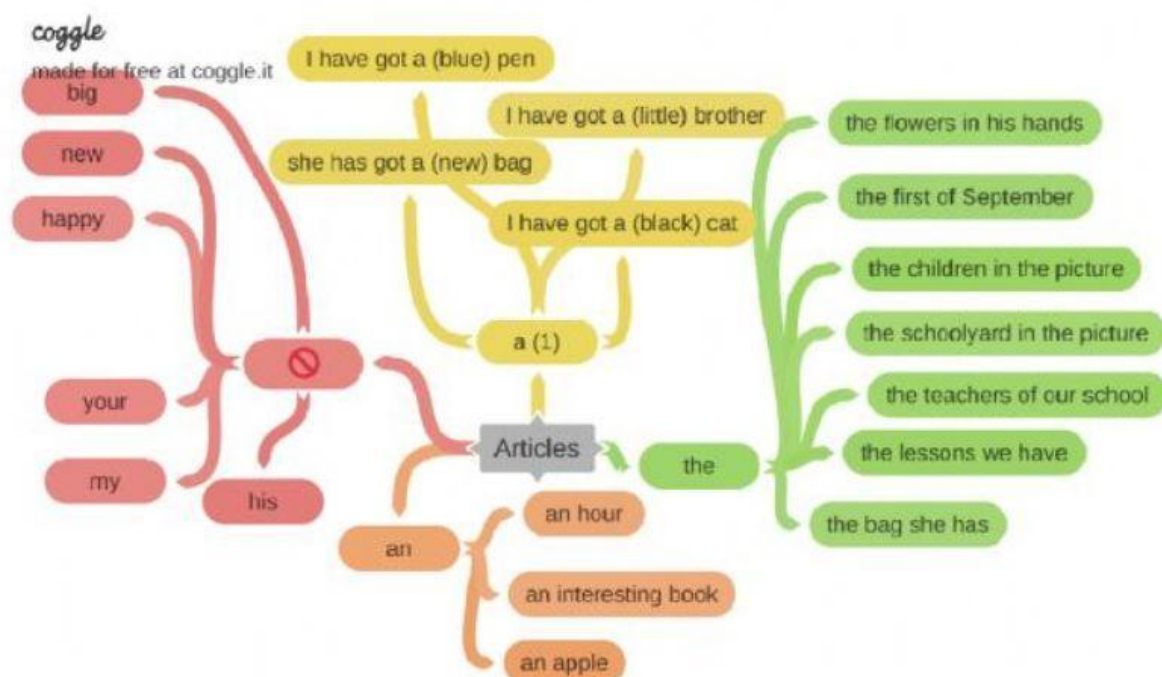 coggle
made for free at coggle.it
big
new
happy
your
my
his
I have got a (blue) pen
I have got a (little) brother
she has got a (new) bag
I have got a (black) cat
a (1)
Articles
the
an
an hour
an interesting book
an apple
the flowers in his hands
the first of September
the children in the picture
the schoolyard in the picture
the teachers of our school
the lessons we have
the bag she has